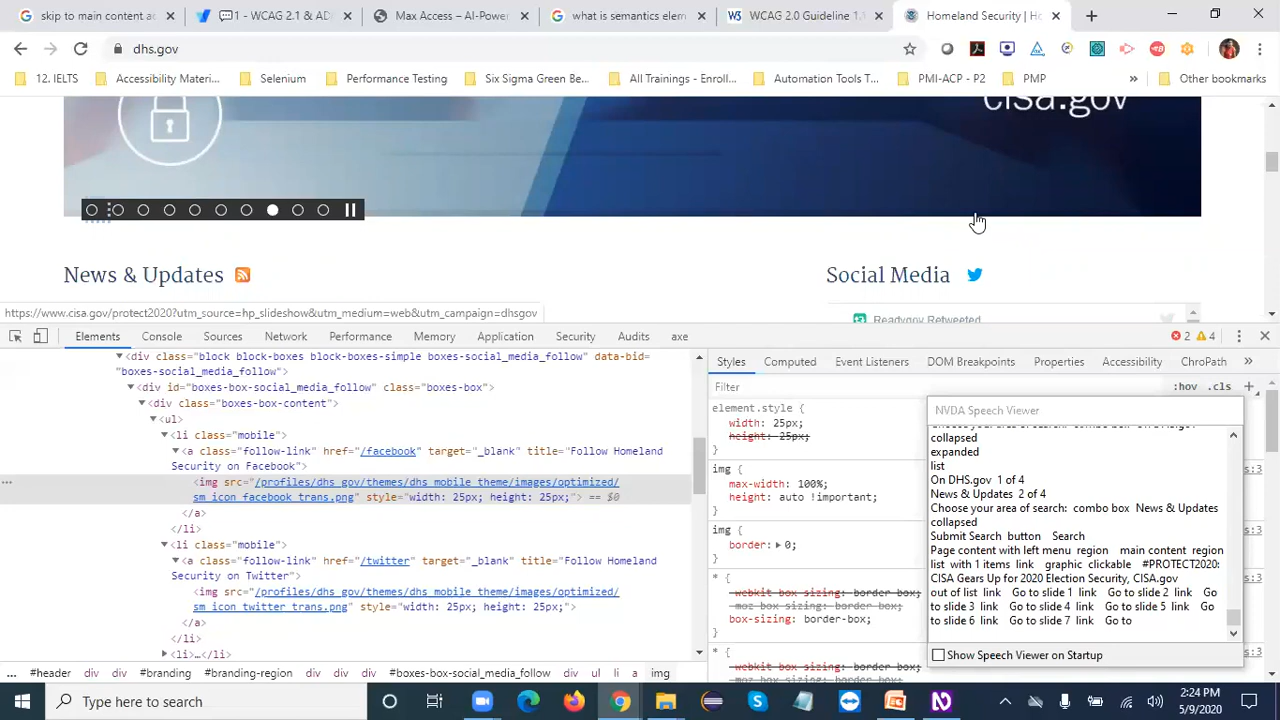 skip to main content a
1 - WCAG 2.1 & AD
Max Access – AI-Power
what is semantics elem
W3
WCAG 2.0 Guideline 1.1
Homeland Security | Ho
dhs.gov
12. IELTS
Accessibility Materi...
Selenium
Performance Testing
Six Sigma Green Be...
All Trainings - Enroll...
Automation Tools T...
PMI-ACP - P2
PMP
»
Other bookmarks
cisa.gov
News & Updates
Social Media
https://www.cisa.gov/protect2020?utm_source=hp_slideshow&utm_medium=web&utm_campaign=dhsgov
Readygov Retweeted
Elements
Console
Sources
Network
Performance
Memory
Application
Security
Audits
axe
2
4
<div class="block block-boxes block-boxes-simple boxes-social_media_follow" data-bid=
"boxes-social_media_follow">
<div id="boxes-box-social_media_follow" class="boxes-box">
<div class="boxes-box-content">
<ul>
<li class="mobile">
<a class="follow-link" href="/facebook" target="_blank" title="Follow Homeland
Security on Facebook">
<img src="/profiles/dhs_gov/themes/dhs_mobile_theme/images/optimized/
sm_icon_facebook_trans.png" style="width: 25px; height: 25px;"> == $0
</a>
</li>
<li class="mobile">
<a class="follow-link" href="/twitter" target="_blank" title="Follow Homeland
Security on Twitter">
<img src="/profiles/dhs_gov/themes/dhs_mobile_theme/images/optimized/
sm_icon_twitter_trans.png" style="width: 25px; height: 25px;">
</a>
</li>
<li>…</li>
#header
div
#branding
div
#branding-region
div
#boxes-box-social_media_follow
div
ul
li
a
img
Styles
Computed
Event Listeners
DOM Breakpoints
Properties
Accessibility
ChroPath
»
Filter
:hov
.cls
+
element.style {
width: 25px;
height: 25px;
}
img {
max-width: 100%;
height: auto !important;
}
img {
border: 0;
}
* {
-webkit-box-sizing: border-box;
-moz-box-sizing: border-box;
box-sizing: border-box;
}
* {
-webkit-box-sizing: border-box;
NVDA Speech Viewer
collapsed
expanded
list
On DHS.gov 1 of 4
News & Updates 2 of 4
Choose your area of search: combo box News & Updates
collapsed
Submit Search button Search
Page content with left menu region main content region
list with 1 items link graphic clickable #PROTECT2020:
CISA Gears Up for 2020 Election Security, CISA.gov
out of list link Go to slide 1 link Go to slide 2 link Go
to slide 3 link Go to slide 4 link Go to slide 5 link Go
to slide 6 link Go to slide 7 link Go to
Show Speech Viewer on Startup
Type here to search
2:24 PM
5/9/2020